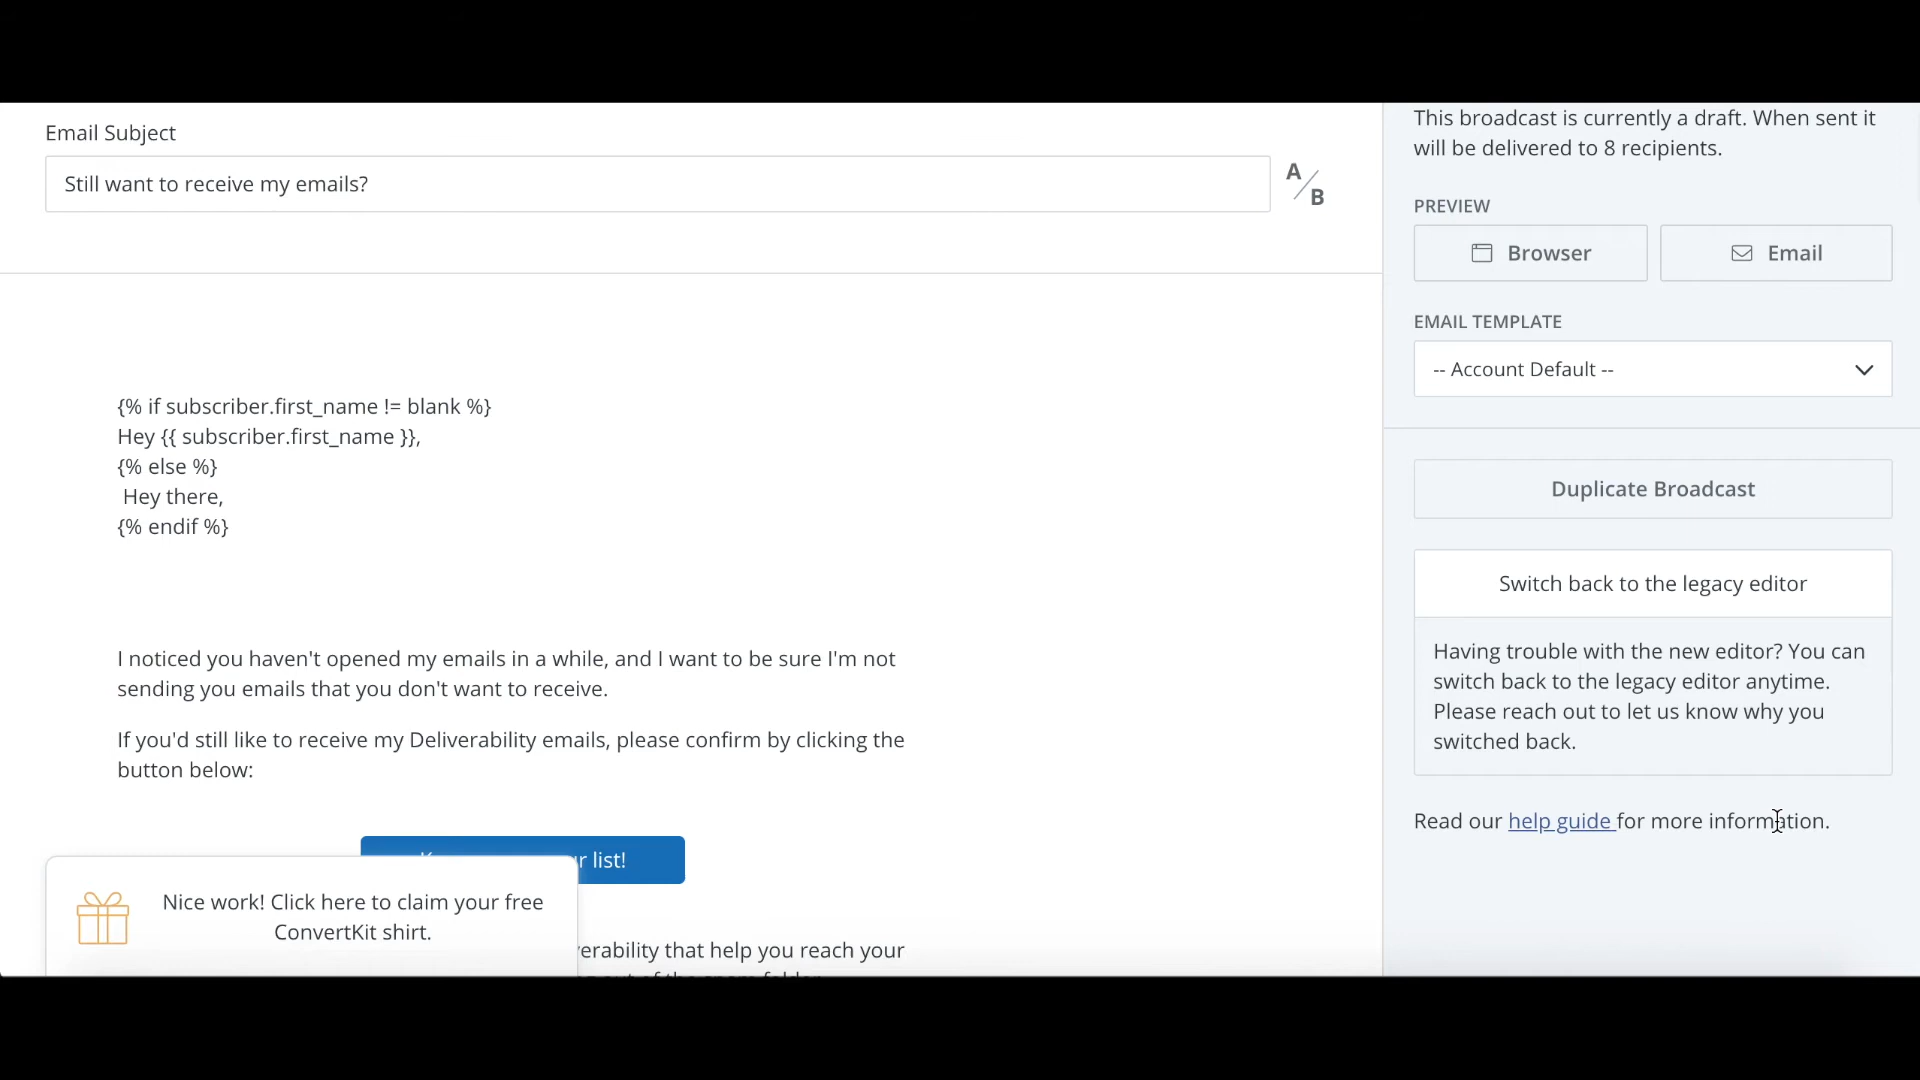 Email Subject
Still want to receive my emails?
A/B
{% if subscriber.first_name != blank %}
Hey {{ subscriber.first_name }},
{% else %}
Hey there,
{% endif %}
I noticed you haven't opened my emails in a while, and I want to be sure I'm not
sending you emails that you don't want to receive.
If you'd still like to receive my Deliverability emails, please confirm by clicking the
button below:
list!
Nice work! Click here to claim your free
ConvertKit shirt.
that help you reach your
This broadcast is currently a draft. When sent it
will be delivered to 8 recipients.
PREVIEW
Browser
Email
EMAIL TEMPLATE
-- Account Default --
Duplicate Broadcast
Switch back to the legacy editor
Having trouble with the new editor? You can
switch back to the legacy editor anytime.
Please reach out to let us know why you
switched back.
Read our help guide for more information.